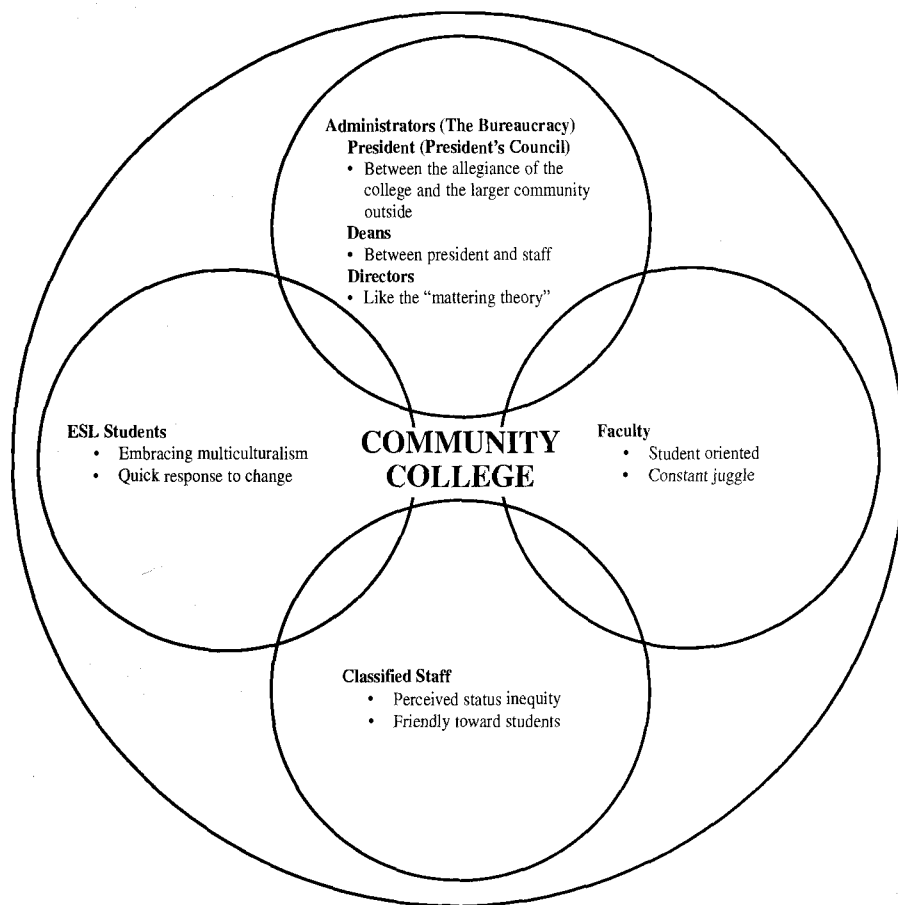 Administrators (The Bureaucracy)
President (President's Council)
• Between the allegiance of the
college and the larger community
outside
Deans
• Between president and staff
Directors
• Like the “mattering theory”
ESL Students
• Embracing multiculturalism
• Quick response to change
COMMUNITY
COLLEGE
Faculty
• Student oriented
• Constant juggle
Classified Staff
• Perceived status inequity
• Friendly toward students